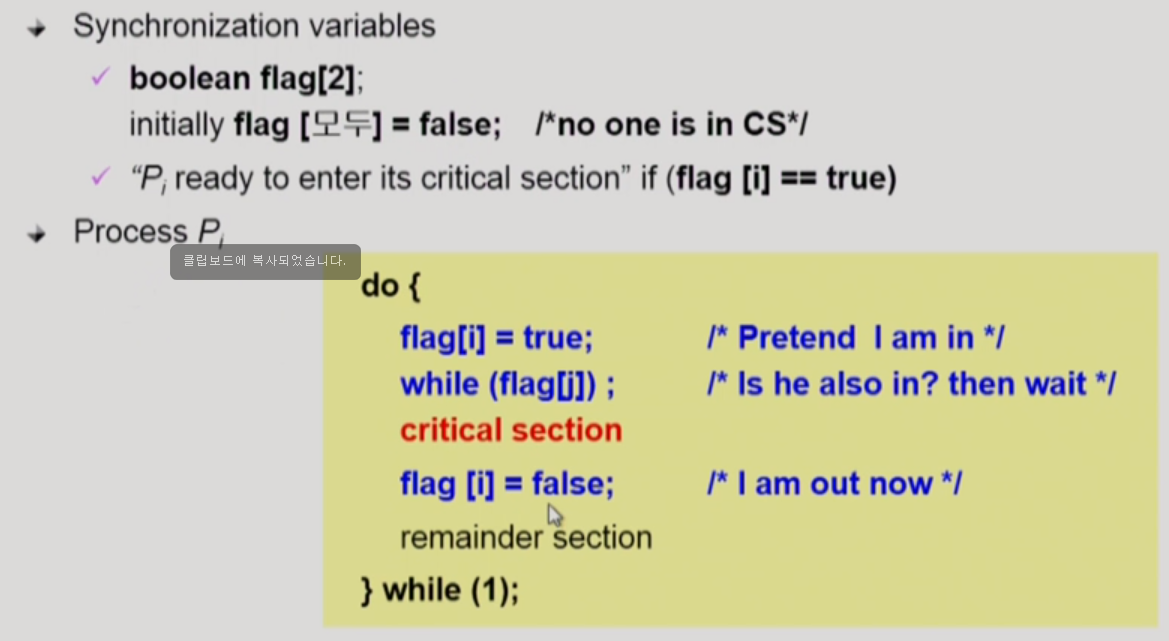 Synchronization variables
✓ boolean flag[2];
initially flag [모두] = false; /*no one is in CS*/
✓ “Pi ready to enter its critical section” if (flag [i] == true)
Process Pi
클립보드에 복사되었습니다.
do {
flag[i] = true; /* Pretend I am in */
while (flag[j]) ; /* Is he also in? then wait */
critical section
flag [i] = false; /* I am out now */
remainder section
} while (1);